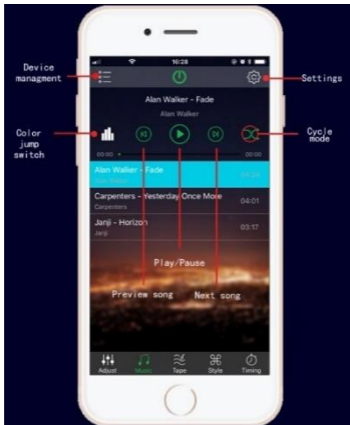 Device
managment
Settings
Color
jump
switch
Cycle
mode
16:28
Alan Walker - Fade
Alan Walker
00:00
00:00
Alan Walker - Fade
Carpenters - Yesterday Once More
Carpenters
04:01
Janji - Horizon
Janji
03:17
Play/Pause
Preview song
Next song
Adjust
Music
Tape
Style
Timing